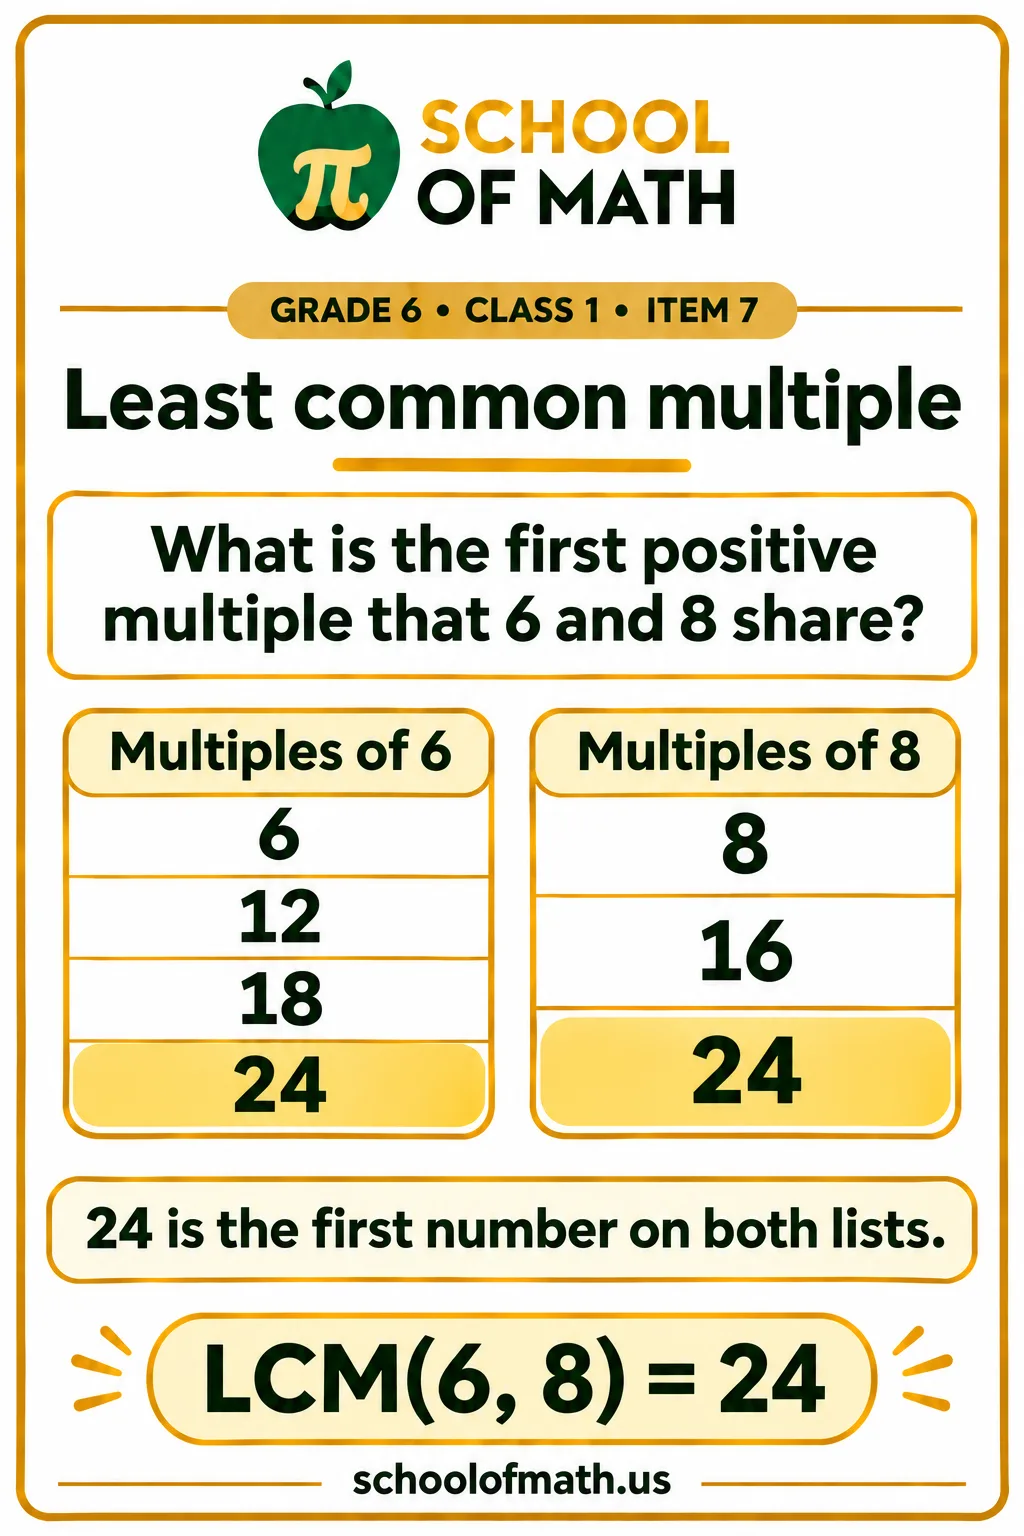 π
SCHOOL
OF MATH
GRADE 6 • CLASS 1 • ITEM 7
Least common multiple
What is the first positive
multiple that 6 and 8 share?
Multiples of 6
6
12
18
24
Multiples of 8
8
16
24
24 is the first number on both lists.
LCM(6, 8) = 24
schoolofmath.us